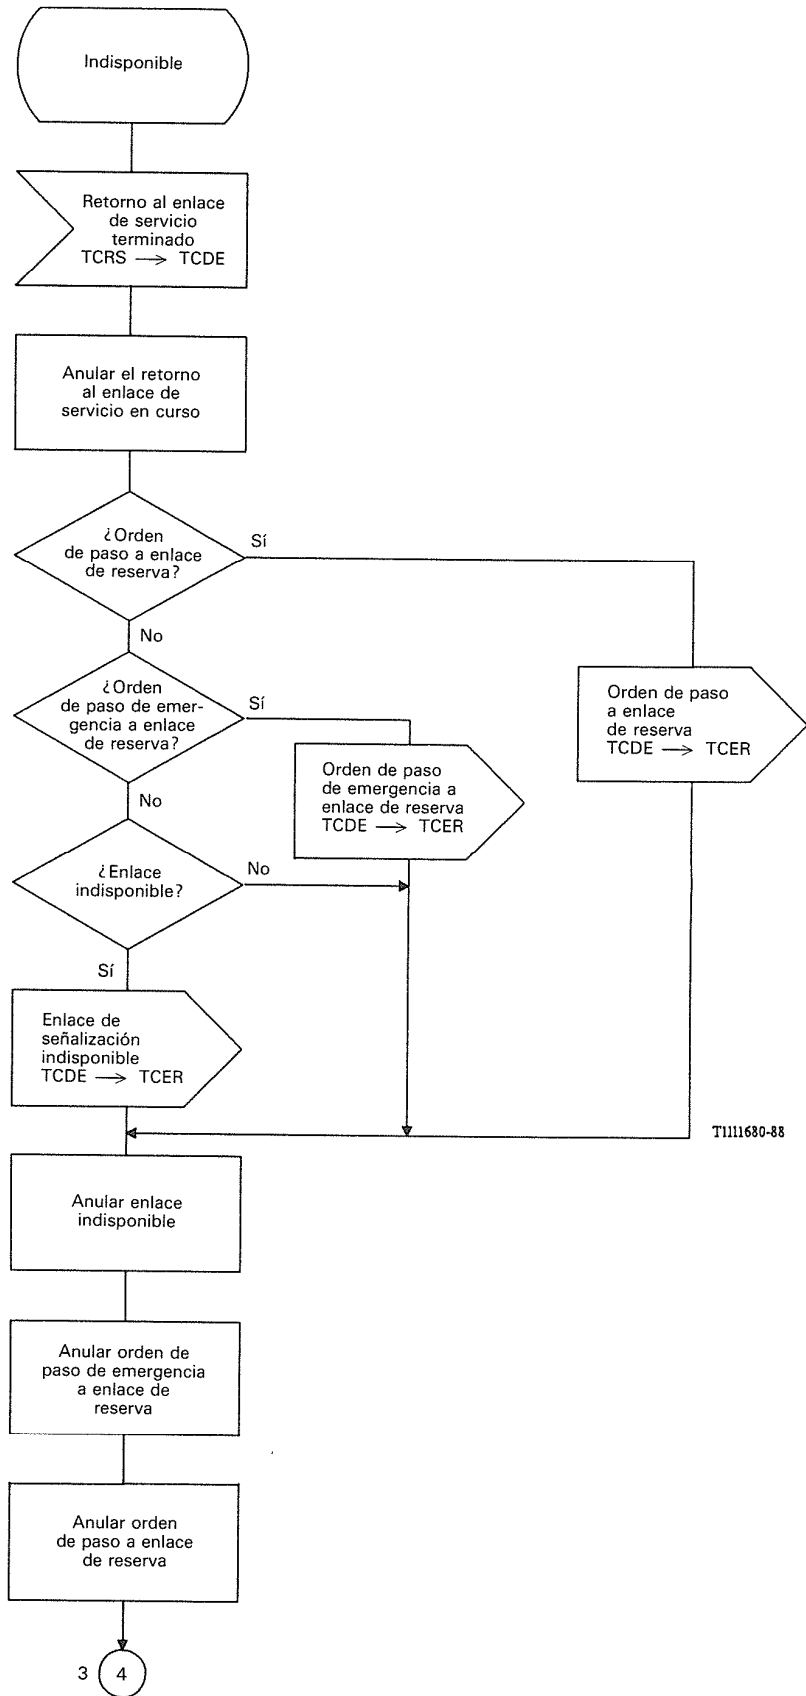 Indisponible
Retorno al enlace
de servicio
terminado
TCRS → TCDE
Anular el retorno
al enlace de
servicio en curso
¿Orden
de paso a enlace
de reserva?
Sí
No
¿Orden
de paso de emer-
gencia a enlace
de reserva?
Sí
No
Orden de paso
a enlace
de reserva
TCDE → TCER
Orden de paso
de emergencia a
enlace de reserva
TCDE → TCER
¿Enlace
indisponible?
No
Sí
Enlace de
señalización
indisponible
TCDE → TCER
T1111680-88
Anular enlace
indisponible
Anular orden de
paso de emergencia
a enlace de
reserva
Anular orden
de paso a enlace
de reserva
3 4